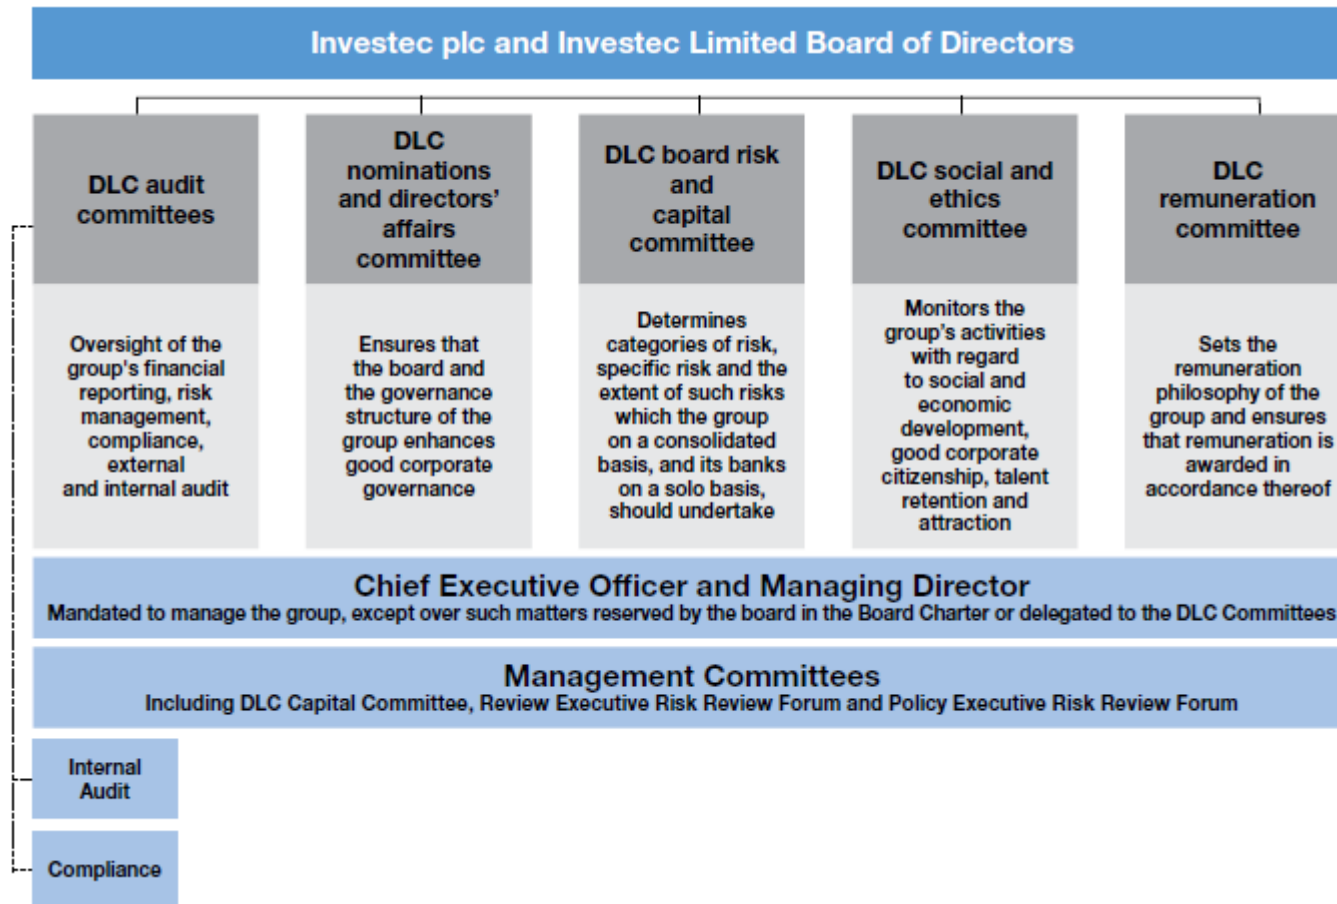 Investec plc and Investec Limited Board of Directors
DLC audit
committees
DLC
nominations
and directors'
affairs
committee
DLC board risk
and
capital
committee
DLC social and
ethics
committee
DLC
remuneration
committee
Oversight of the
group's financial
reporting, risk
management,
compliance,
external
and internal audit
Ensures that
the board and
the governance
structure of the
group enhances
good corporate
governance
Determines
categories of risk,
specific risk and the
extent of such risks
which the group
on a consolidated
basis, and its banks
on a solo basis,
should undertake
Monitors the
group's activities
with regard
to social and
economic
development,
good corporate
citizenship, talent
retention and
attraction
Sets the
remuneration
philosophy of the
group and ensures
that remuneration is
awarded in
accordance thereof
Chief Executive Officer and Managing Director
Mandated to manage the group, except over such matters reserved by the board in the Board Charter or delegated to the DLC Committees
Management Committees
Including DLC Capital Committee, Review Executive Risk Review Forum and Policy Executive Risk Review Forum
Internal
Audit
Compliance